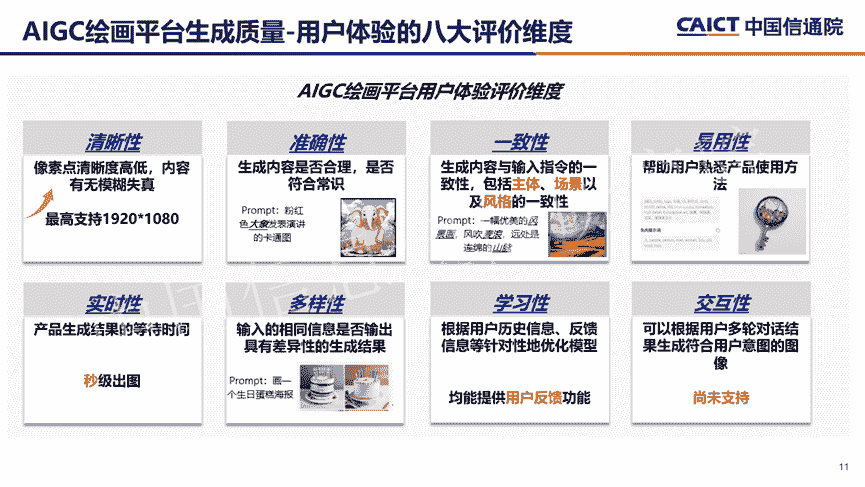 AIGC绘画平台生成质量-用户体验的八大评价维度
CAICT 中国信通院
AIGC绘画平台用户体验评价维度
清晰性
像素点清晰度高低，内容
有无模糊失真
最高支持1920*1080
准确性
生成内容是否合理，是否
符合常识
Prompt：粉红
色大象发表演讲
的卡通图
一致性
生成内容与输入指令的一
致性，包括主体、场景以
及风格的一致性
Prompt：一幅优美的风
景画，风吹麦浪，远处是
连绵的山脉
易用性
帮助用户熟悉产品使用方
法
实时性
产品生成结果的等待时间
秒级出图
多样性
输入的相同信息是否输出
具有差异性的生成结果
Prompt：画一
个生日蛋糕海报
学习性
根据用户历史信息、反馈
信息等针对性地优化模型
均能提供用户反馈功能
交互性
可以根据用户多轮对话结
果生成符合用户意图的图
像
尚未支持
11